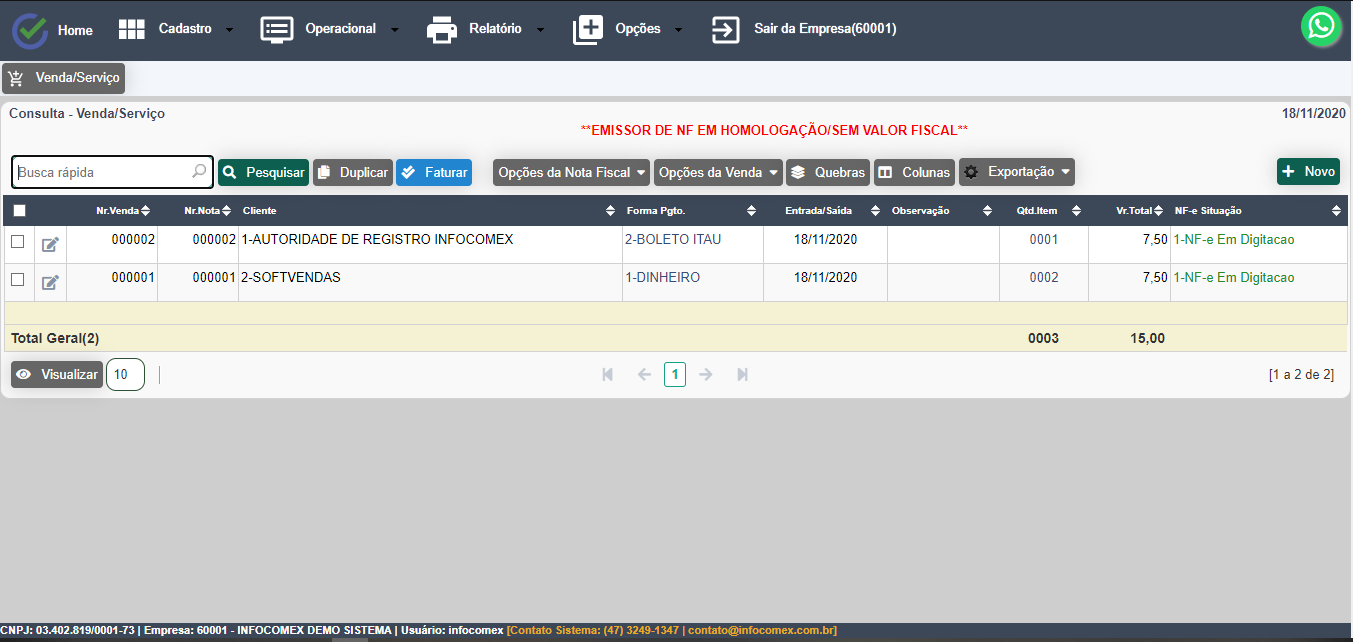 Home Cadastro Operacional Relatório Opções Sair da Empresa(60001)
Venda/Serviço
Consulta - Venda/Serviço 18/11/2020
**EMISSOR DE NF EM HOMOLOGAÇÃO/SEM VALOR FISCAL**
Busca rápida Pesquisar Duplicar Faturar Opções da Nota Fiscal Opções da Venda Quebras Colunas Exportação Novo
Nr.Venda Nr.Nota Cliente Forma Pgto. Entrada/Saída Observação Qtd.Item Vr.Total NF-e Situação
000002 000002 1-AUTORIDADE DE REGISTRO INFOCOMEX 2-BOLETO ITAU 18/11/2020 0001 7,50 1-NF-e Em Digitacao
000001 000001 2-SOFTVENDAS 1-DINHEIRO 18/11/2020 0002 7,50 1-NF-e Em Digitacao
Total Geral(2) 0003 15,00
Visualizar 10 1 [1 a 2 de 2]
CNPJ: 03.402.819/0001-73 | Empresa: 60001 - INFOCOMEX DEMO SISTEMA | Usuário: infocomex [Contato Sistema: (47) 3249-1347 | contato@infocomex.com.br]